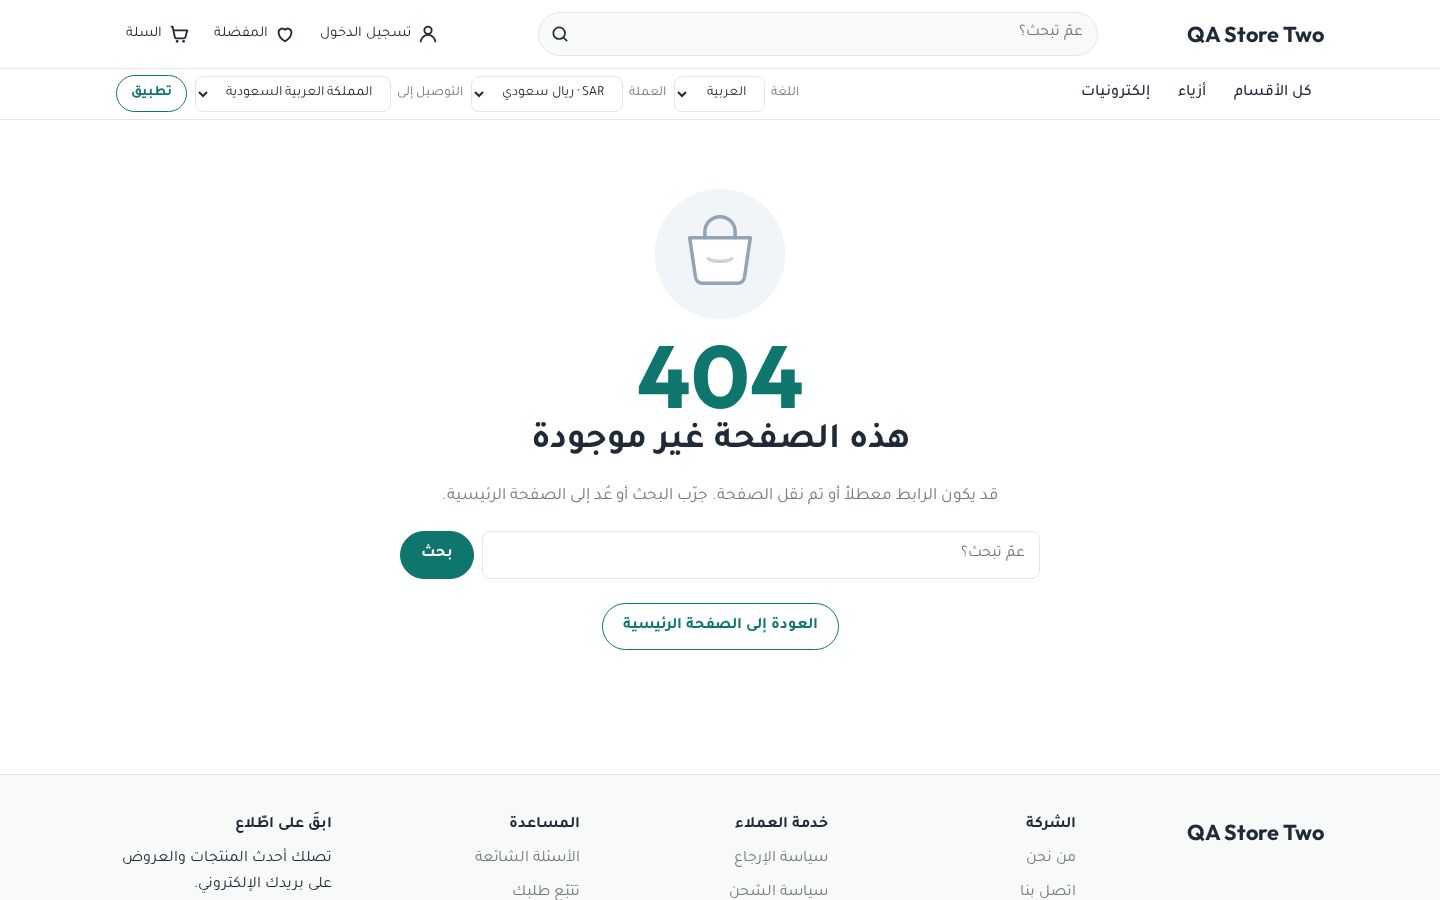 QA Store Two
عمّ تبحث؟
تسجيل الدخول
المفضلة
السلة
كل الأقسام
أزياء
إلكترونيات
اللغة
العربية
العملة
SAR · ريال سعودي
التوصيل إلى
المملكة العربية السعودية
تطبيق
404
هذه الصفحة غير موجودة
قد يكون الرابط معطلاً أو تم نقل الصفحة. جرّب البحث أو عُد إلى الصفحة الرئيسية.
عمّ تبحث؟
بحث
العودة إلى الصفحة الرئيسية
QA Store Two
الشركة
من نحن
اتصل بنا
خدمة العملاء
سياسة الإرجاع
سياسة الشحن
المساعدة
الأسئلة الشائعة
تتبّع طلبك
ابقَ على اطّلاع
تصلك أحدث المنتجات والعروض
على بريدك الإلكتروني.